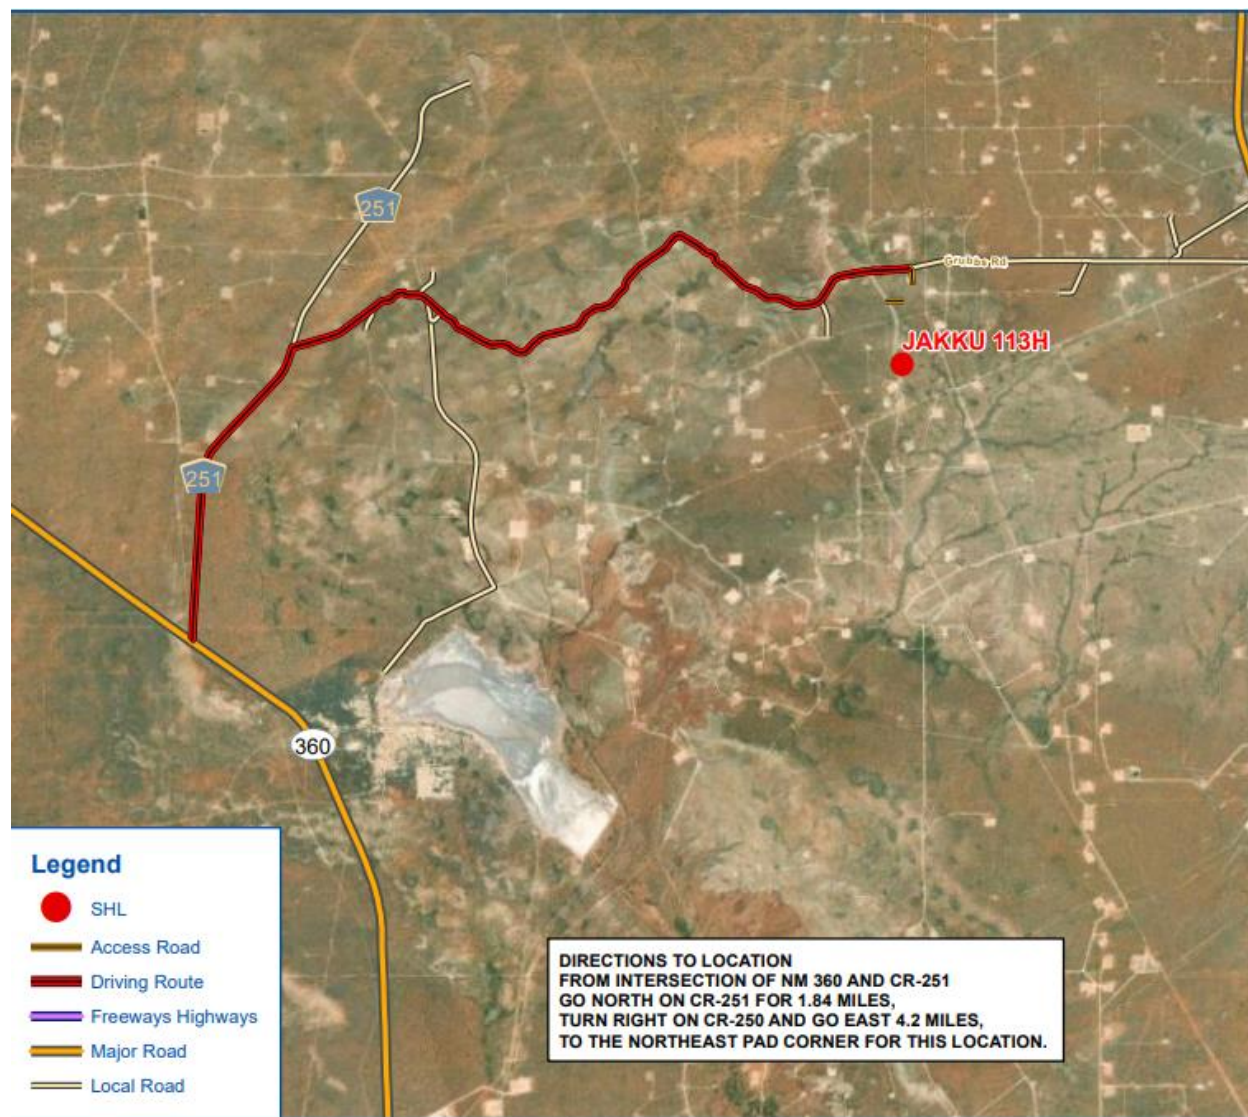 251
Grubbs Rd
JAKKU 113H
251
360
Legend
SHL
Access Road
Driving Route
Freeways Highways
Major Road
Local Road
DIRECTIONS TO LOCATION
FROM INTERSECTION OF NM 360 AND CR-251
GO NORTH ON CR-251 FOR 1.84 MILES,
TURN RIGHT ON CR-250 AND GO EAST 4.2 MILES,
TO THE NORTHEAST PAD CORNER FOR THIS LOCATION.